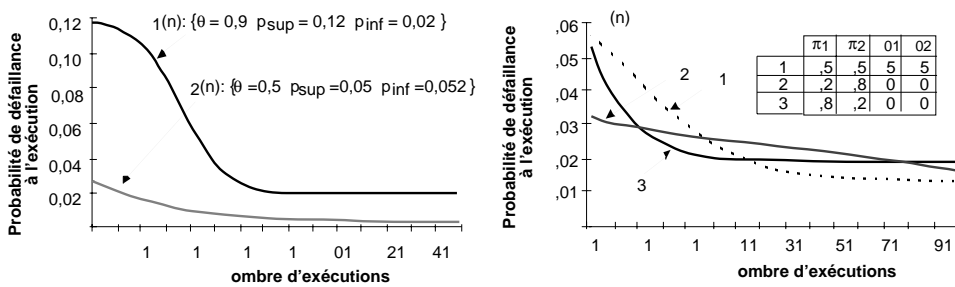 0,12
0,10
0,08
0,06
0,04
0,02
Probabilité de défaillance
à l'exécution
1(n): {θ = 0,9 psup = 0,12 pinf = 0,02 }
2(n): {θ = 0,5 psup = 0,05 pinf = 0,052}
1 1 1 1 01 21 41
ombre d'exécutions
,06
,05
,04
,03
,02
,01
Probabilité de défaillance
à l'exécution
(n)
2 1
3
π1 π2 01 02
1 ,5 ,5 5 5
2 ,2 ,8 0 0
3 ,8 ,2 0 0
1 1 1 11 31 51 71 91
ombre d'exécutions